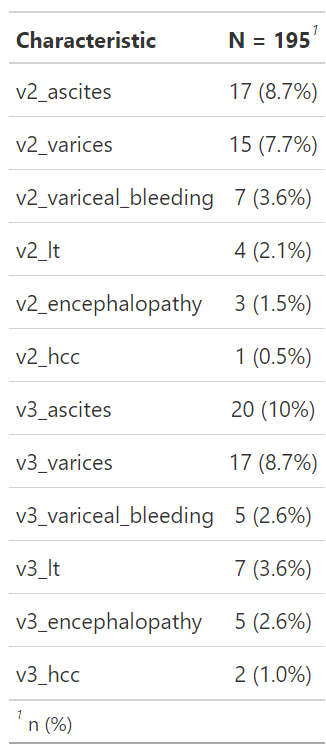 Characteristic N = 195¹
v2_ascites 17 (8.7%)
v2_varices 15 (7.7%)
v2_variceal_bleeding 7 (3.6%)
v2_lt 4 (2.1%)
v2_encephalopathy 3 (1.5%)
v2_hcc 1 (0.5%)
v3_ascites 20 (10%)
v3_varices 17 (8.7%)
v3_variceal_bleeding 5 (2.6%)
v3_lt 7 (3.6%)
v3_encephalopathy 5 (2.6%)
v3_hcc 2 (1.0%)
¹ n (%)